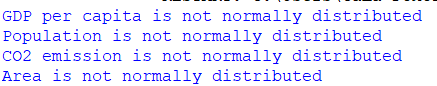 GDP per capita is not normally distributed
Population is not normally distributed
CO2 emission is not normally distributed
Area is not normally distributed